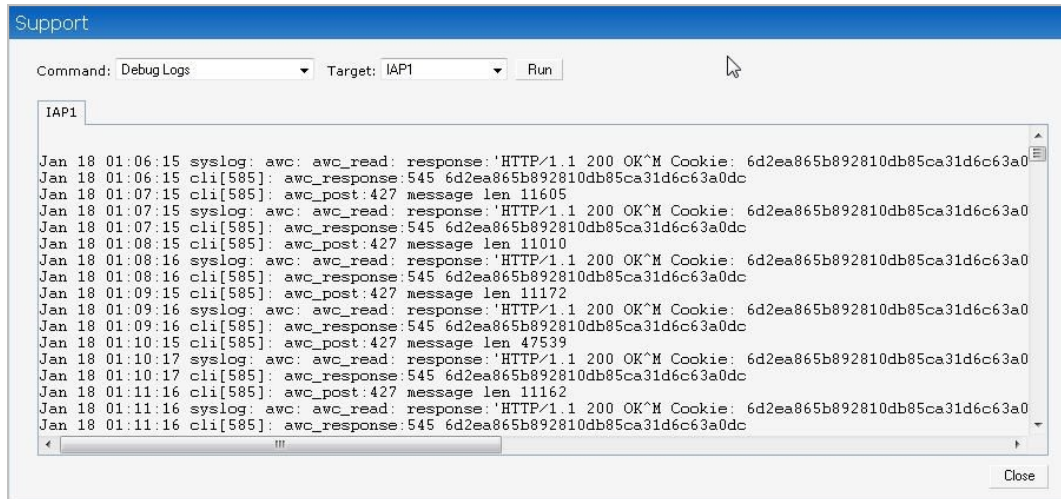 Support
Command: Debug Logs Target: IAP1 Run
IAP1
Jan 18 01:06:15 syslog: awc: awc_read: response:'HTTP/1.1 200 OK^M Cookie: 6d2ea865b892810db85ca31d6c63a0
Jan 18 01:06:15 cli[585]: awc_response:545 6d2ea865b892810db85ca31d6c63a0dc
Jan 18 01:07:15 cli[585]: awc_post:427 message len 11605
Jan 18 01:07:15 syslog: awc: awc_read: response:'HTTP/1.1 200 OK^M Cookie: 6d2ea865b892810db85ca31d6c63a0
Jan 18 01:07:15 cli[585]: awc_response:545 6d2ea865b892810db85ca31d6c63a0dc
Jan 18 01:08:15 cli[585]: awc_post:427 message len 11010
Jan 18 01:08:16 syslog: awc: awc_read: response:'HTTP/1.1 200 OK^M Cookie: 6d2ea865b892810db85ca31d6c63a0
Jan 18 01:08:16 cli[585]: awc_response:545 6d2ea865b892810db85ca31d6c63a0dc
Jan 18 01:09:15 cli[585]: awc_post:427 message len 11172
Jan 18 01:09:16 syslog: awc: awc_read: response:'HTTP/1.1 200 OK^M Cookie: 6d2ea865b892810db85ca31d6c63a0
Jan 18 01:09:16 cli[585]: awc_response:545 6d2ea865b892810db85ca31d6c63a0dc
Jan 18 01:10:15 cli[585]: awc_post:427 message len 47539
Jan 18 01:10:17 syslog: awc: awc_read: response:'HTTP/1.1 200 OK^M Cookie: 6d2ea865b892810db85ca31d6c63a0
Jan 18 01:10:17 cli[585]: awc_response:545 6d2ea865b892810db85ca31d6c63a0dc
Jan 18 01:11:16 cli[585]: awc_post:427 message len 11162
Jan 18 01:11:16 syslog: awc: awc_read: response:'HTTP/1.1 200 OK^M Cookie: 6d2ea865b892810db85ca31d6c63a0
Jan 18 01:11:16 cli[585]: awc_response:545 6d2ea865b892810db85ca31d6c63a0dc
Close